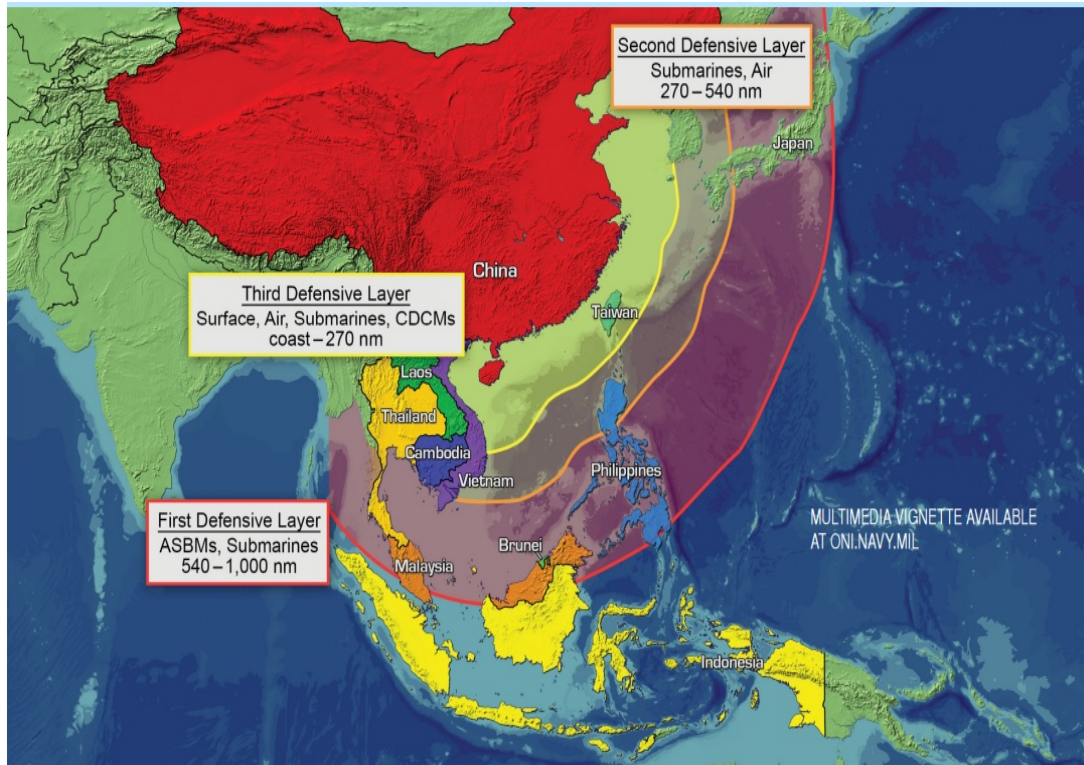 Second Defensive Layer
Submarines, Air
270–540 nm
Japan
China
Third Defensive Layer
Surface, Air, Submarines, CDCMs
coast–270 nm
Taiwan
Laos
Thailand
Cambodia
Vietnam
Philippines
First Defensive Layer
ASBMs, Submarines
540–1,000 nm
MULTIMEDIA VIGNETTE AVAILABLE
AT ONI.NAVY.MIL
Brunei
Malaysia
Indonesia